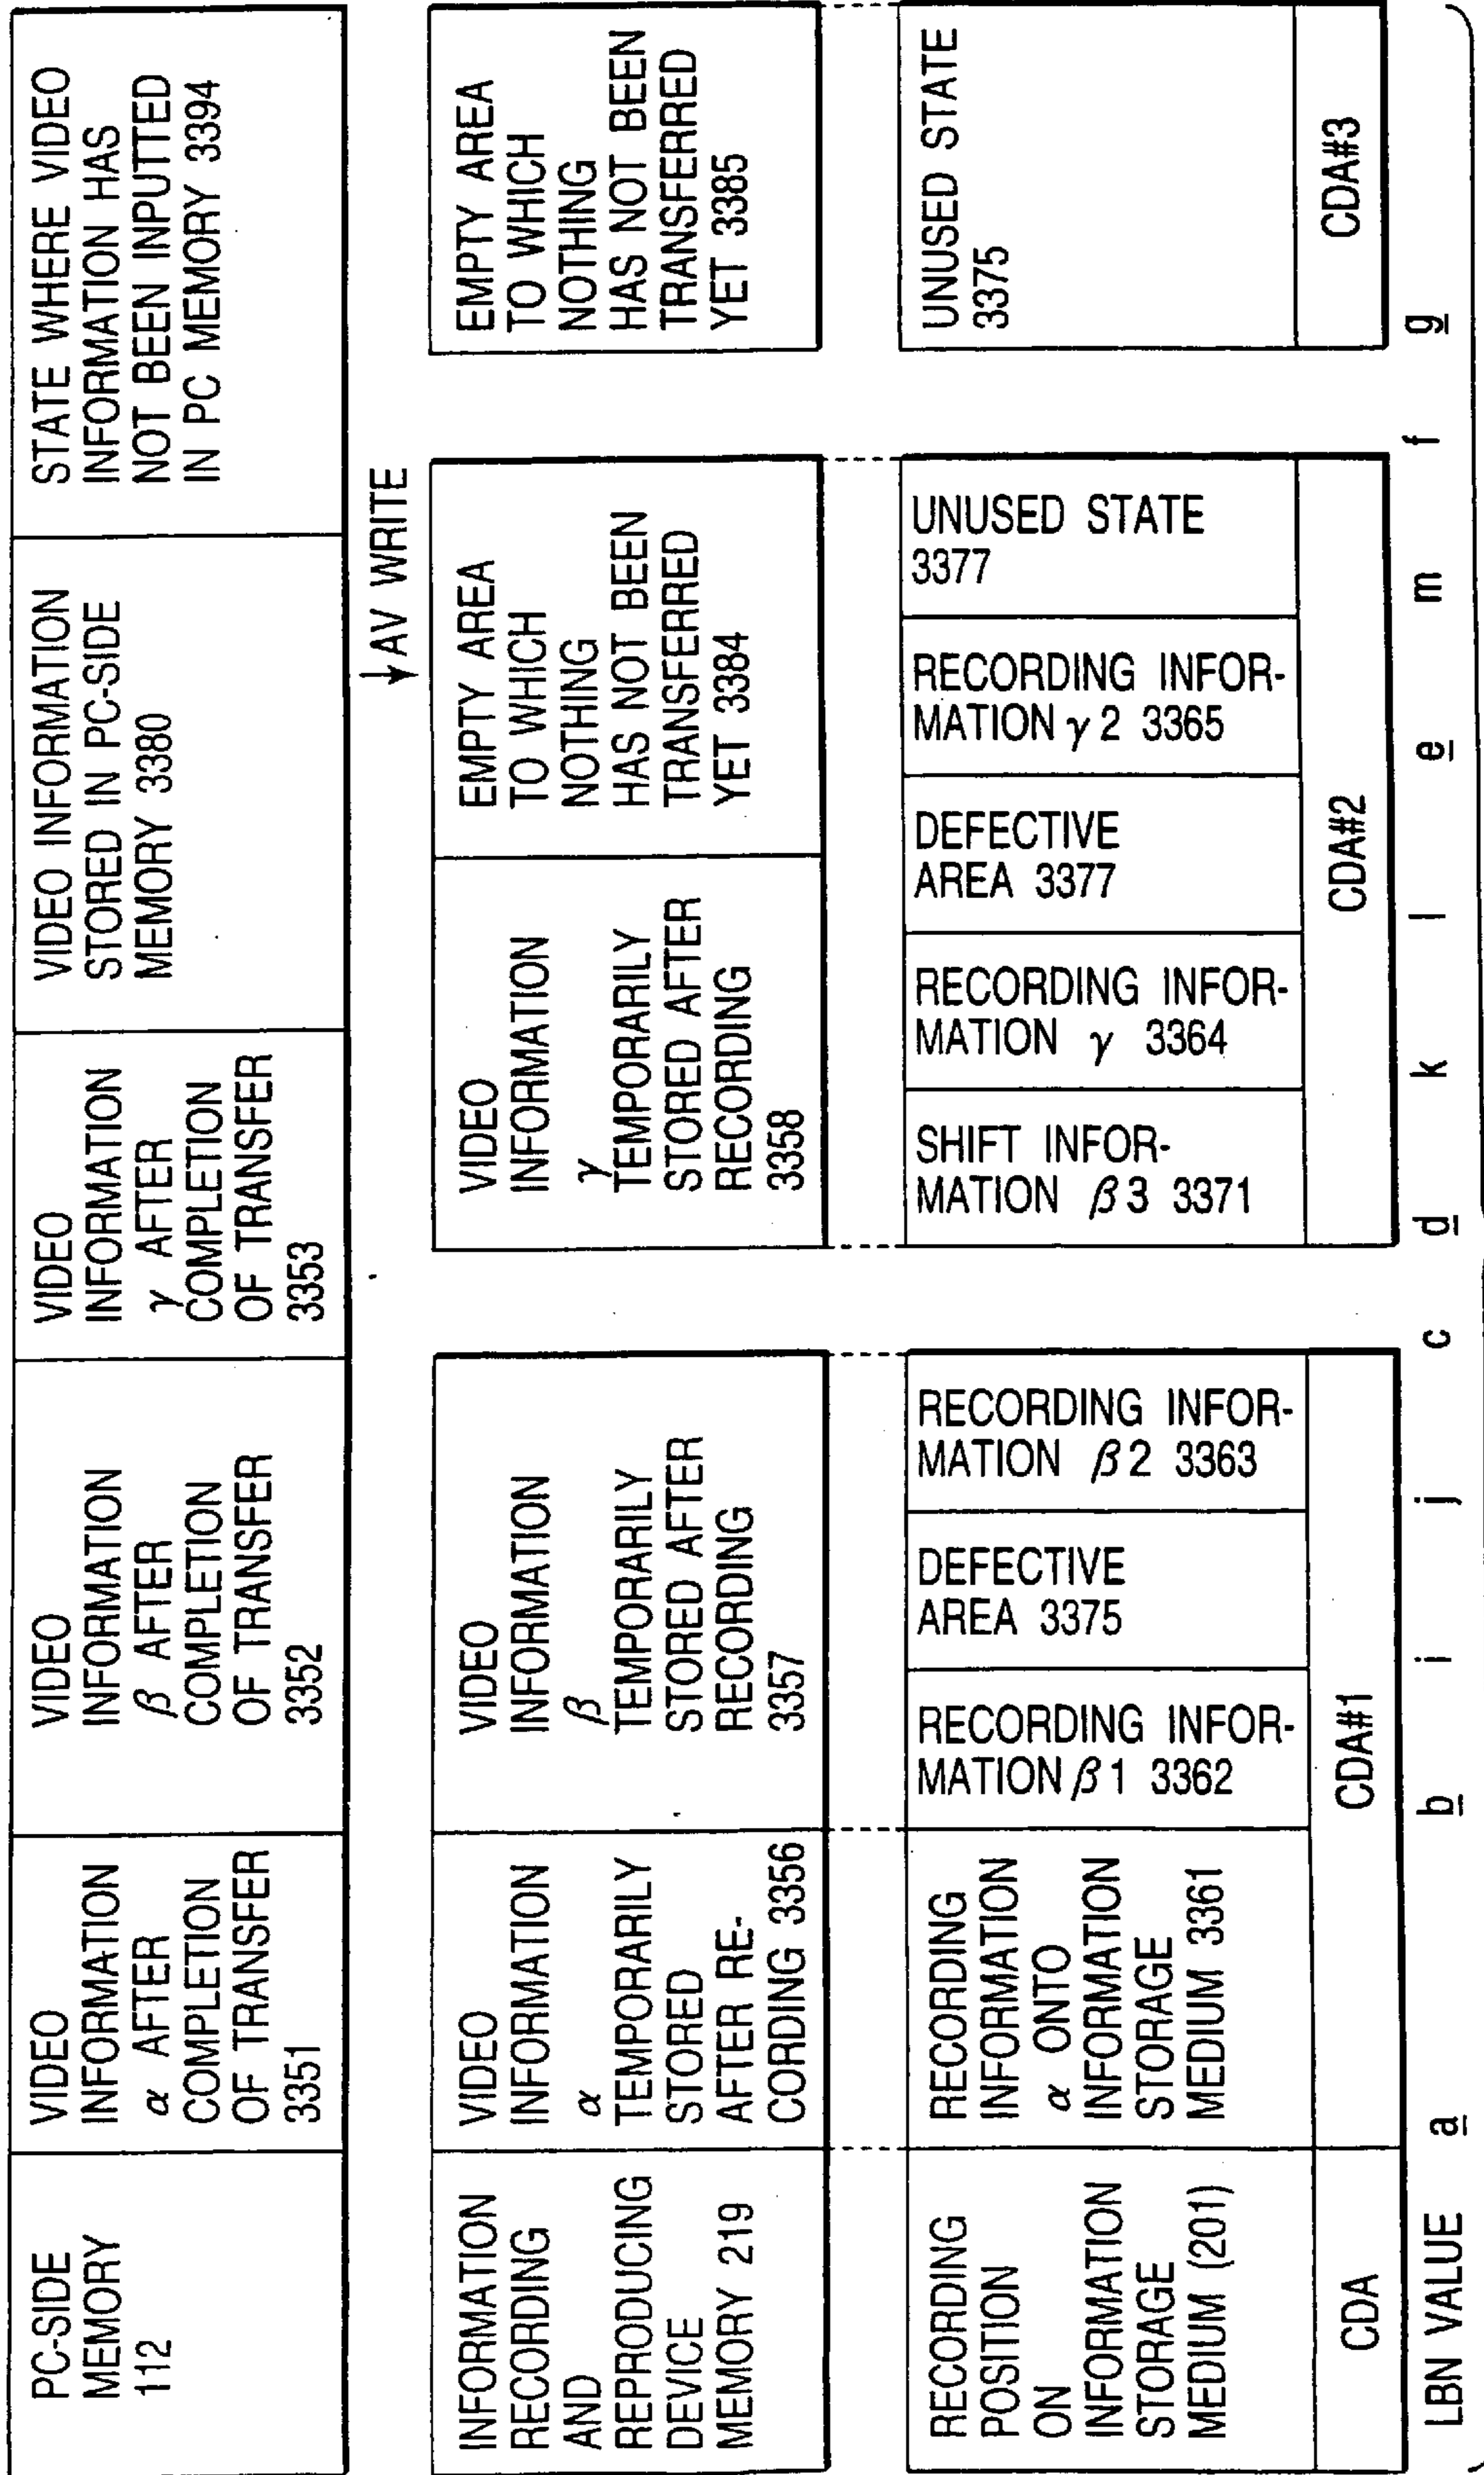 PC-SIDE
MEMORY
112
VIDEO
INFORMATION
α AFTER
COMPLETION
OF TRANSFER
3351
VIDEO
INFORMATION
β AFTER
COMPLETION
OF TRANSFER
3352
VIDEO
INFORMATION
γ AFTER
COMPLETION
OF TRANSFER
3353
VIDEO INFORMATION
STORED IN PC-SIDE
MEMORY 3380
STATE WHERE VIDEO
INFORMATION HAS
NOT BEEN INPUTTED
IN PC MEMORY 3394
↓ AV WRITE
INFORMATION
RECORDING
AND
REPRODUCING
DEVICE
MEMORY 219
VIDEO
INFORMATION
α
TEMPORARILY
STORED
AFTER RE-
CORDING 3356
VIDEO
INFORMATION
β
TEMPORARILY
STORED AFTER
RECORDING
3357
VIDEO
INFORMATION
γ
TEMPORARILY
STORED AFTER
RECORDING
3358
EMPTY AREA
TO WHICH
NOTHING
HAS NOT BEEN
TRANSFERRED
YET 3384
EMPTY AREA
TO WHICH
NOTHING
HAS NOT BEEN
TRANSFERRED
YET 3385
RECORDING
POSITION
ON
INFORMATION
STORAGE
MEDIUM (201)
RECORDING
INFORMATION
α ONTO
INFORMATION
STORAGE
MEDIUM 3361
RECORDING INFOR-
MATION β1 3362
DEFECTIVE
AREA 3375
RECORDING INFOR-
MATION β2 3363
SHIFT INFOR-
MATION β3 3371
RECORDING INFOR-
MATION γ 3364
DEFECTIVE
AREA 3377
RECORDING INFOR-
MATION γ2 3365
UNUSED STATE
3377
UNUSED STATE
3375
CDA
CDA#1
CDA#2
CDA#3
LBN VALUE a b i j c d k l e m f g